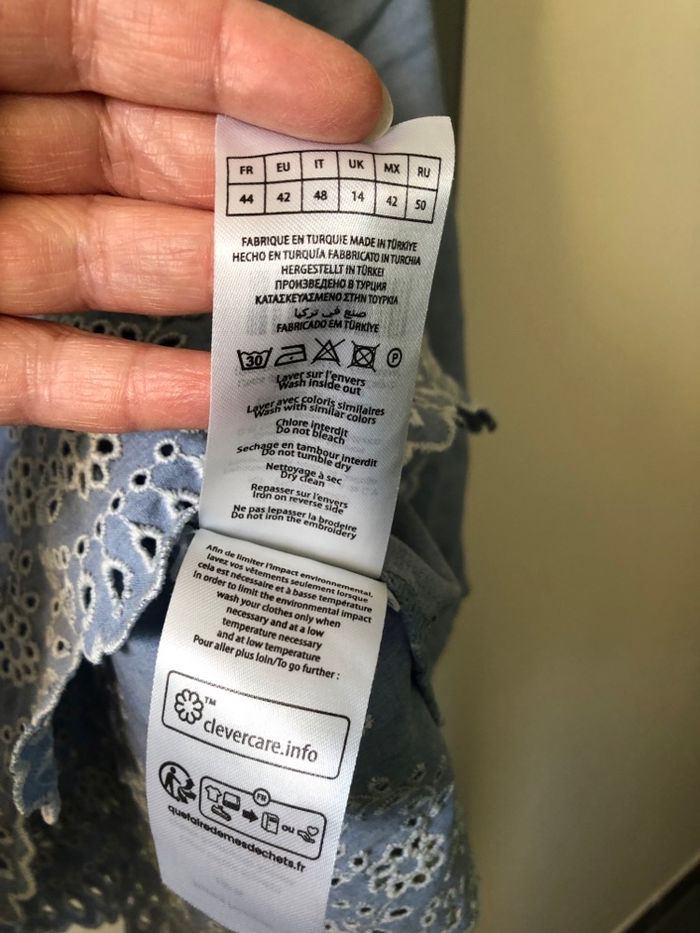 FR EU IT UK MX RU
44 42 48 14 42 50
FABRIQUE EN TURQUIE MADE IN TÜRKİYE
HECHO EN TURQUÍA FABBRICATO IN TURCHIA
HERGESTELLT IN TÜRKEI
ПРОИЗВЕДЕНО В ТУРЦИЯ
ΚΑΤΑΣΚΕΥΑΣΜΕΝΟ ΣΤΗΝ ΤΟΥΡΚΙΑ
صنع في تركيا
FABRICADO EM TÜRKİYE
30 P
Laver sur l'envers
Wash inside out
Laver avec coloris similaires
Wash with similar colors
Chlore interdit
Do not bleach
Sechage en tambour interdit
Do not tumble dry
Nettoyage à sec
Dry clean
Repasser sur l'envers
Iron on reverse side
Ne pas lepasser la brodeire
Do not iron the embroidery
Afin de limiter l'impact environnemental,
lavez vos vêtements seulement lorsque
cela est nécessaire et à basse température
In order to limit the environmental impact
wash your clothes only when
necessary and at a low
temperature necessary
and at low temperature
Pour aller plus loin/To go further :
TM
clevercare.info
FR
OU
quefairedemesdechets.fr